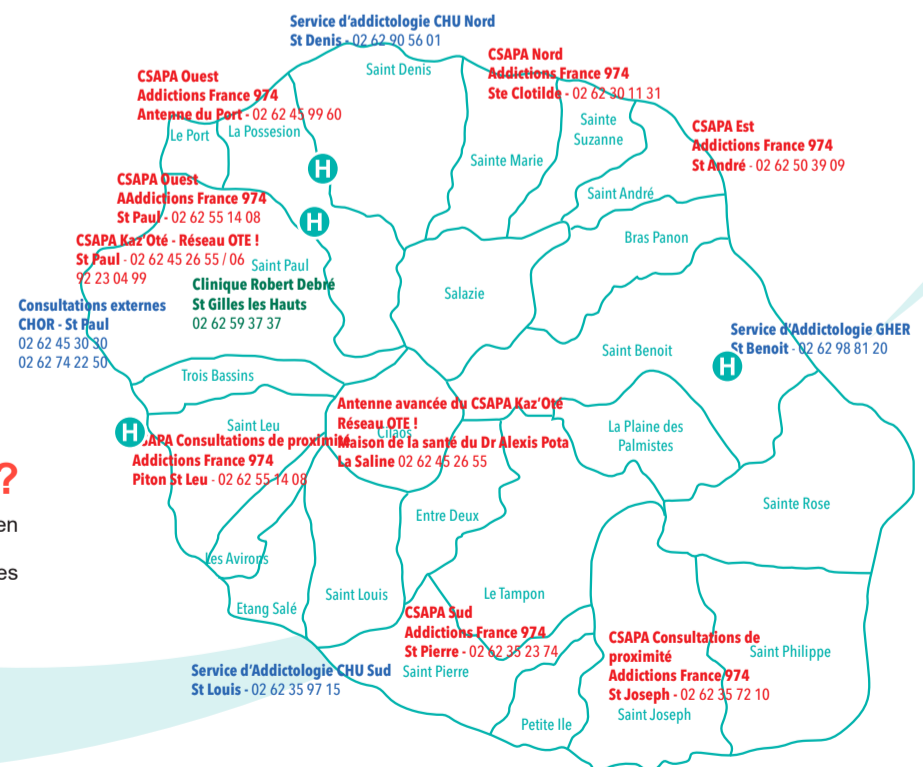 Service d'addictologie CHU Nord
St Denis - 02 62 90 56 01
Saint Denis
CSAPA Nord
Addictions France 974
Ste Clotilde - 02 62 30 11 31
CSAPA Ouest
Addictions France 974
Antenne du Port - 02 62 45 99 60
Le Port
La Possesion
Sainte
Suzanne
Sainte Marie
CSAPA Est
Addictions France 974
St André - 02 62 50 39 09
H
CSAPA Ouest
AAddictions France 974
St Paul - 02 62 55 14 08
Saint André
H
Bras Panon
CSAPA Kaz'Oté - Réseau OTE !
St Paul - 02 62 45 26 55 / 06
92 23 04 99
Saint Paul
Clinique Robert Debré
St Gilles les Hauts
02 62 59 37 37
Salazie
Consultations externes
CHOR - St Paul
02 62 45 30 30
02 62 74 22 50
Service d'Addictologie GHER
St Benoit - 02 62 98 81 20
H
Saint Benoit
Trois Bassins
Antenne avancée du CSAPA Kaz'Oté
Réseau OTE !
Maison de la santé du Dr Alexis Pota
La Saline 02 62 45 26 55
Cilaos
Saint Leu
H
CSAPA Consultations de proximité
Addictions France 974
Piton St Leu - 02 62 55 14 08
La Plaine des
Palmistes
?
en
es
Sainte Rose
Entre Deux
Les Avirons
Etang Salé
Saint Louis
Le Tampon
CSAPA Sud
Addictions France 974
St Pierre - 02 62 35 23 74
Saint Pierre
CSAPA Consultations de
proximité
Addictions France 974
St Joseph - 02 62 35 72 10
Saint Joseph
Saint Philippe
Service d'Addictologie CHU Sud
St Louis - 02 62 35 97 15
Petite Ile